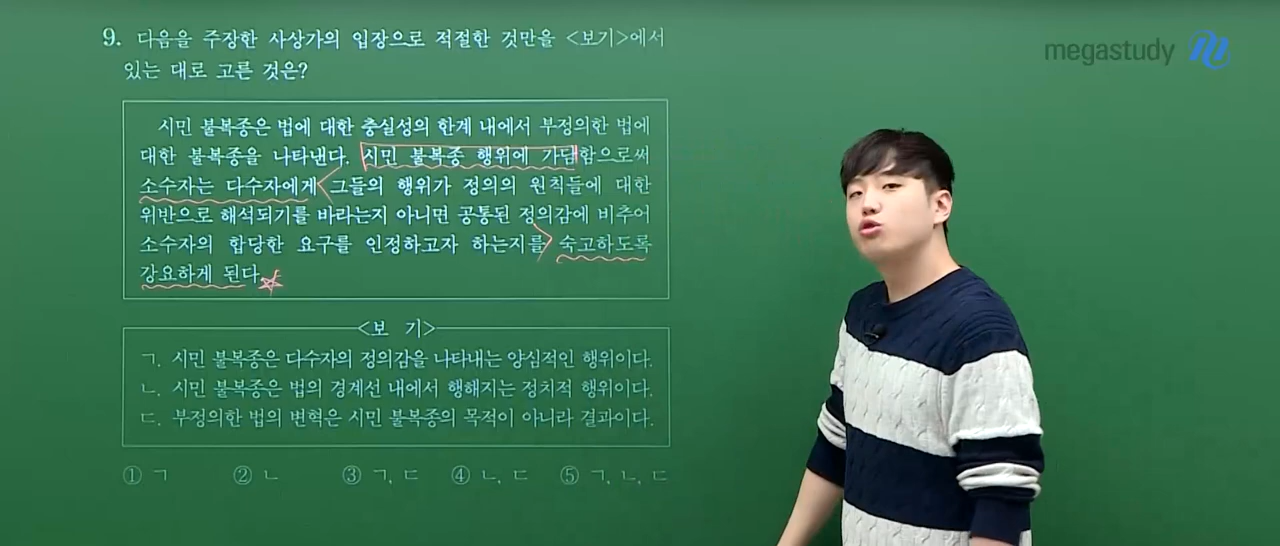 9. 다음을 주장한 사상가의 입장으로 적절한 것만을 <보기>에서
있는 대로 고른 것은?
megastudy
시민 불복종은 법에 대한 충실성의 한계 내에서 부정의한 법에
대한 불복종을 나타낸다. 시민 불복종 행위에 가담함으로써
소수자는 다수자에게 그들의 행위가 정의의 원칙들에 대한
위반으로 해석되기를 바라는지 아니면 공통된 정의감에 비추어
소수자의 합당한 요구를 인정하고자 하는지를 숙고하도록
강요하게 된다.
<보 기>
ㄱ. 시민 불복종은 다수자의 정의감을 나타내는 양심적인 행위이다.
ㄴ. 시민 불복종은 법의 경계선 내에서 행해지는 정치적 행위이다.
ㄷ. 부정의한 법의 변혁은 시민 불복종의 목적이 아니라 결과이다.
① ㄱ ② ㄴ ③ ㄱ, ㄷ ④ ㄴ, ㄷ ⑤ ㄱ, ㄴ, ㄷ